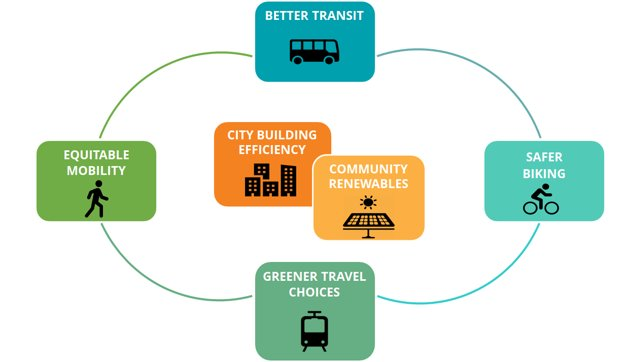 BETTER TRANSIT
CITY BUILDING
EFFICIENCY
EQUITABLE
MOBILITY
COMMUNITY
RENEWABLES
SAFER
BIKING
GREENER TRAVEL
CHOICES